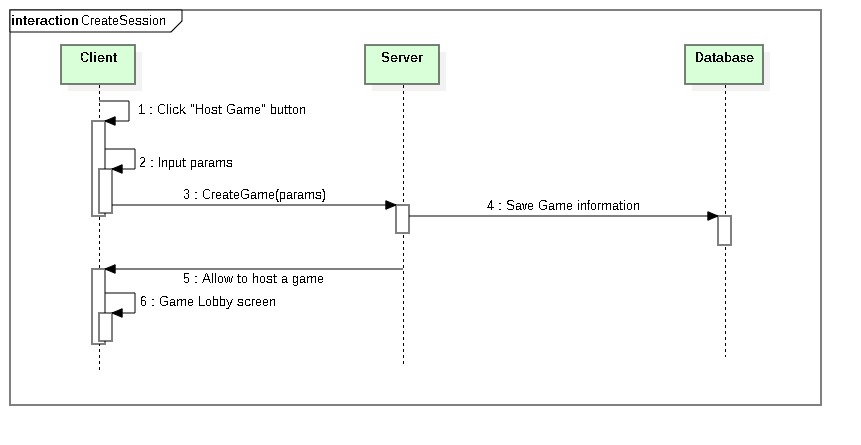 interaction CreateSession
Client
Server
Database
1 : Click "Host Game" button
2 : Input params
3 : CreateGame(params)
4 : Save Game information
5 : Allow to host a game
6 : Game Lobby screen